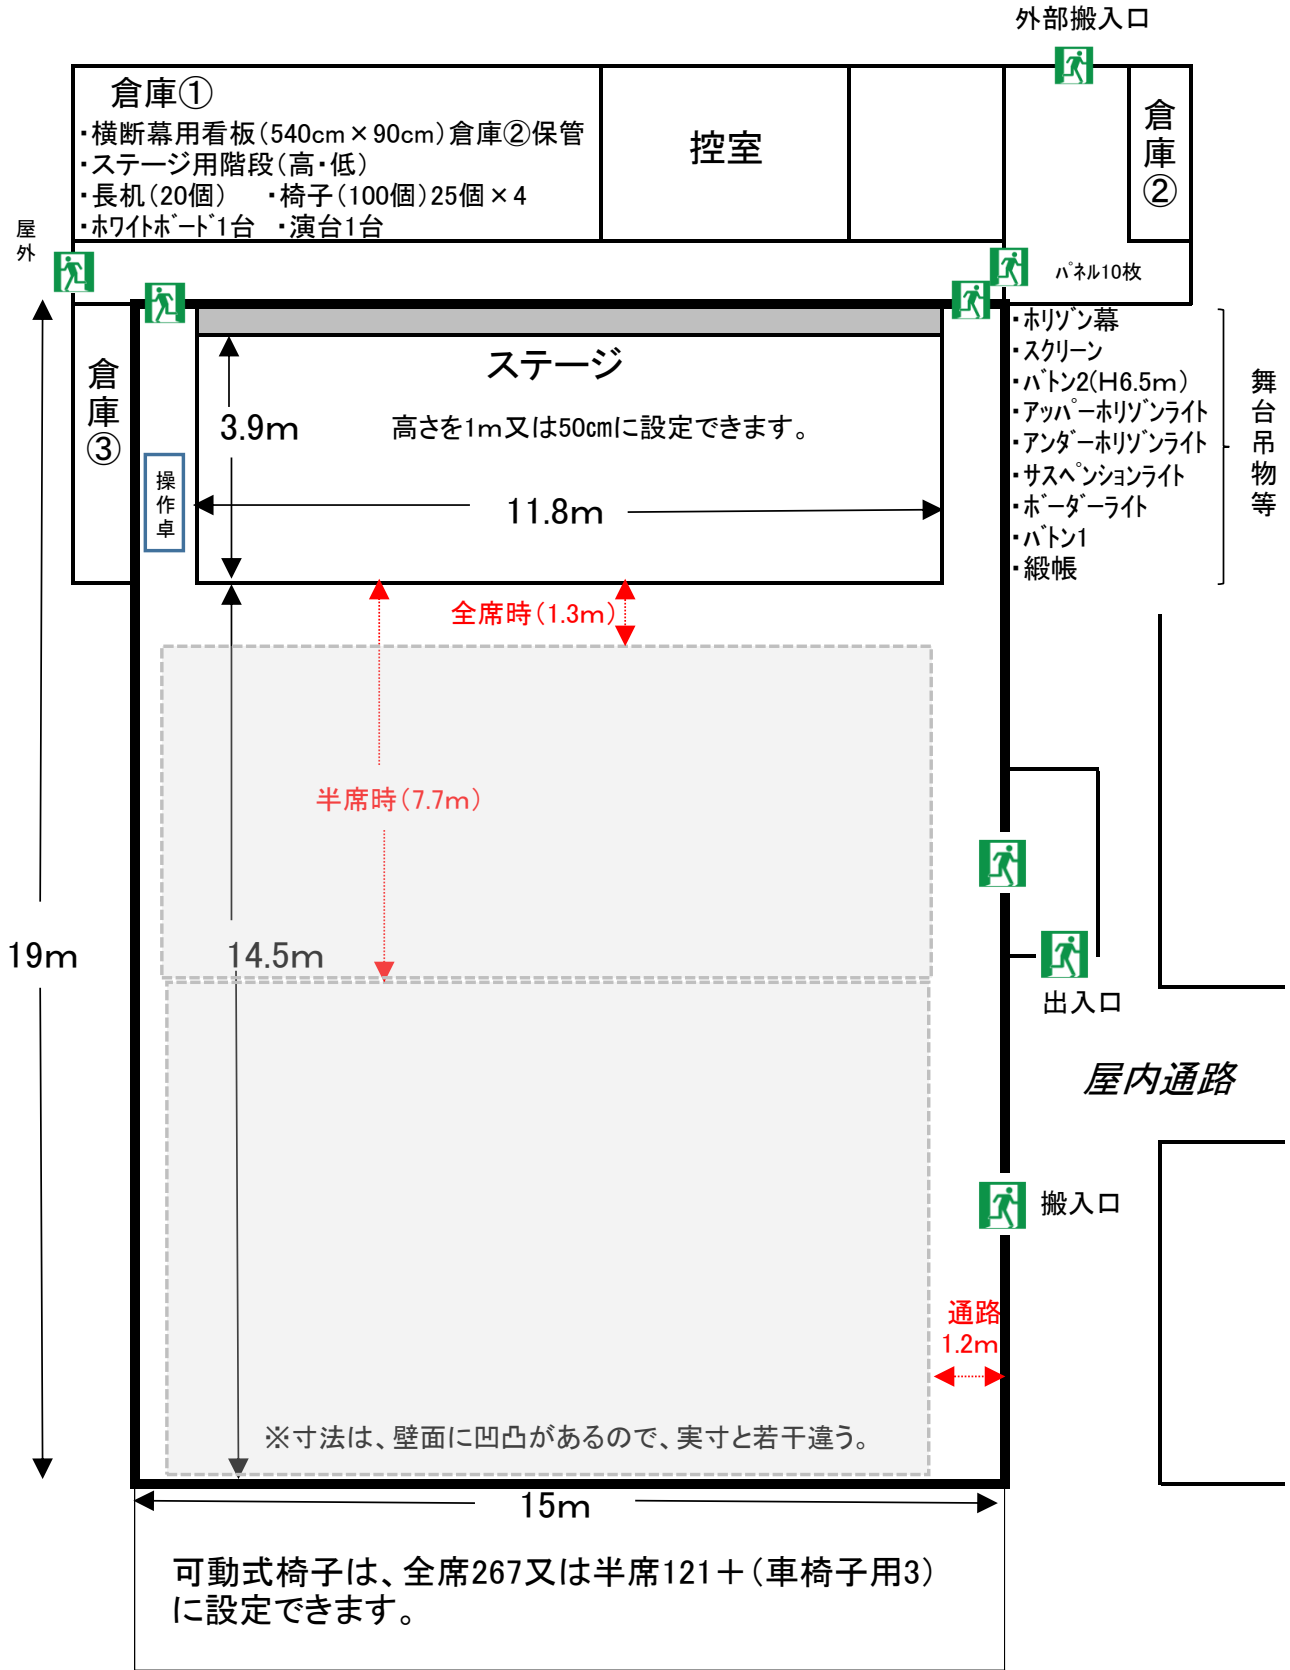 外部搬入口
倉庫①
・横断幕用看板(540cm×90cm)倉庫②保管
・ステージ用階段(高・低)
・長机(20個)　・椅子(100個)25個×4
・ホワイトボード1台　・演台1台
控室
倉庫②
屋外
パネル10枚
倉庫③
ステージ
3.9m
高さを1m又は50cmに設定できます。
操作卓
11.8m
・ホリゾン幕
・スクリーン
・バトン2(H6.5m)
・アッパーホリゾンライト
・アンダーホリゾンライト
・サスペンションライト
・ボーダーライト
・バトン1
・緞帳
舞台吊物等
全席時(1.3m)
半席時(7.7m)
19m
14.5m
出入口
屋内通路
搬入口
通路
1.2m
※寸法は、壁面に凹凸があるので、実寸と若干違う。
15m
可動式椅子は、全席267又は半席121+(車椅子用3)
に設定できます。